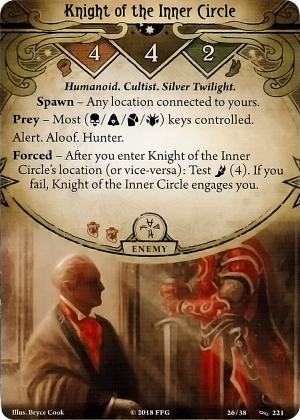 Knight of the Inner Circle
4 4 2
Humanoid. Cultist. Silver Twilight.
Spawn – Any location connected to yours.
Prey – Most ( / / / ) keys controlled.
Alert. Aloof. Hunter.
Forced – After you enter Knight of the Inner
Circle's location (or vice-versa): Test (4). If you
fail, Knight of the Inner Circle engages you.
ENEMY
Illus. Bryce Cook © 2018 FFG 26/38 221